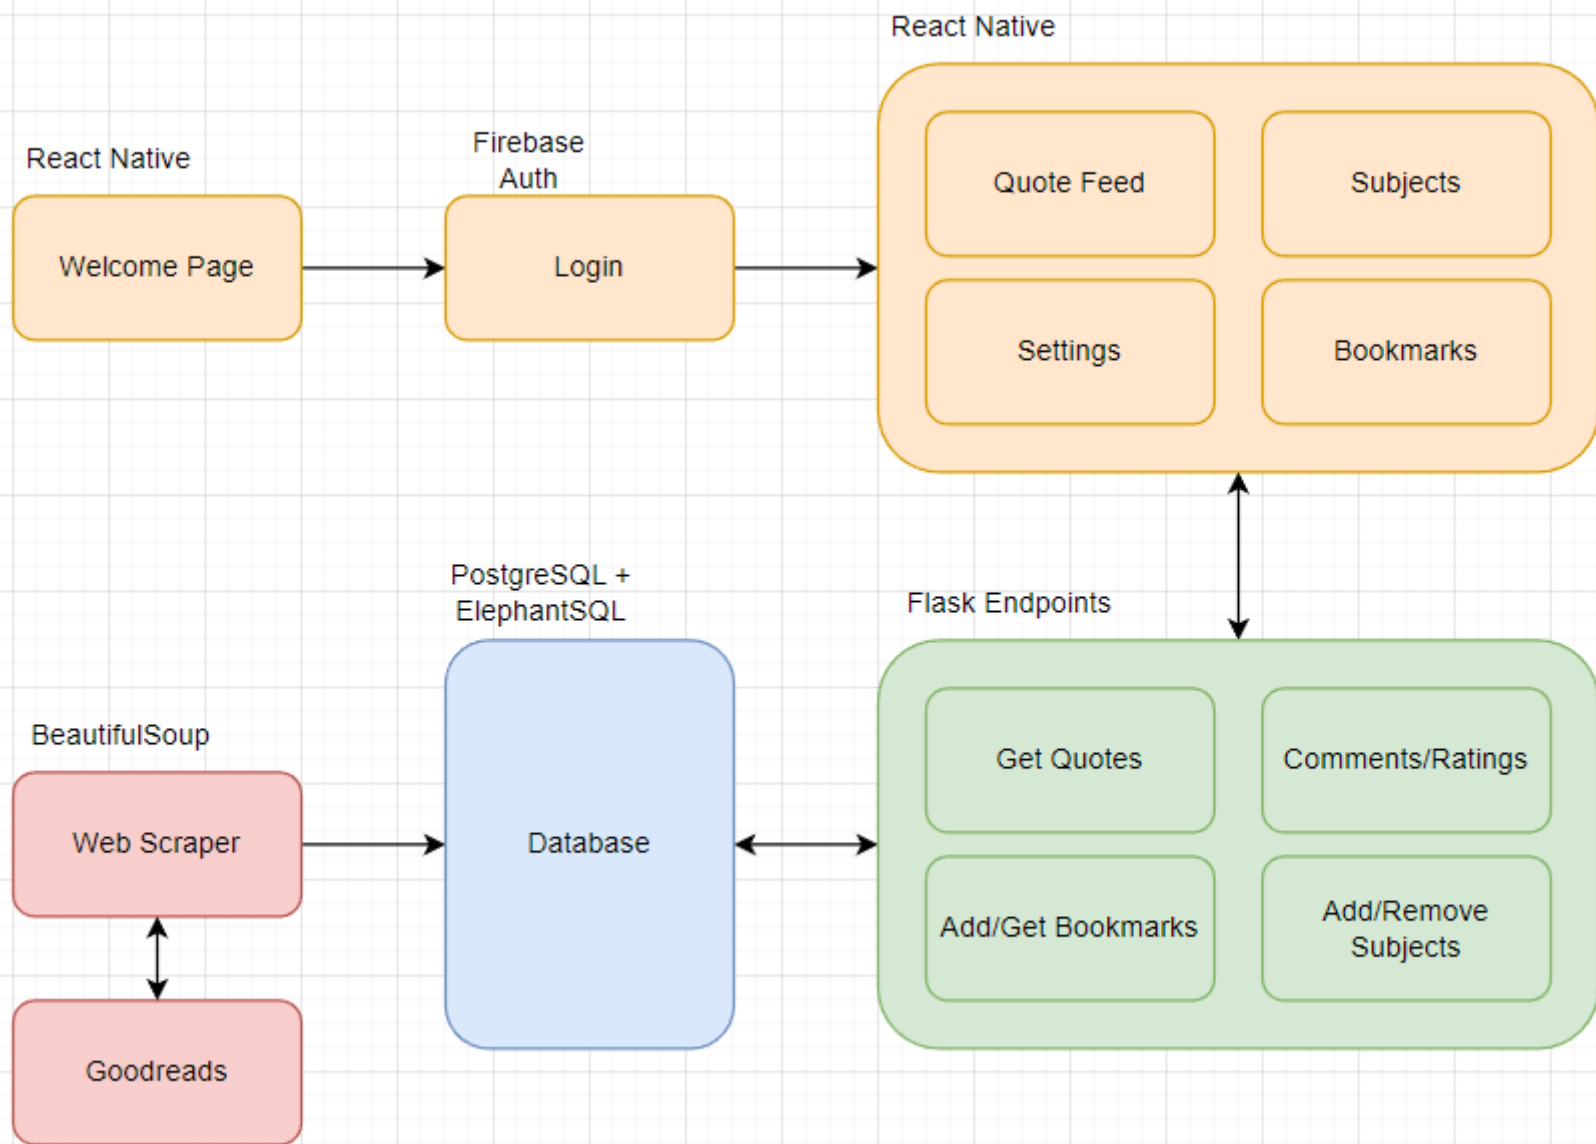 React Native
React Native
Firebase
Auth
Welcome Page
Login
Quote Feed
Subjects
Settings
Bookmarks
PostgreSQL +
ElephantSQL
Flask Endpoints
BeautifulSoup
Web Scraper
Database
Get Quotes
Comments/Ratings
Add/Get Bookmarks
Add/Remove
Subjects
Goodreads